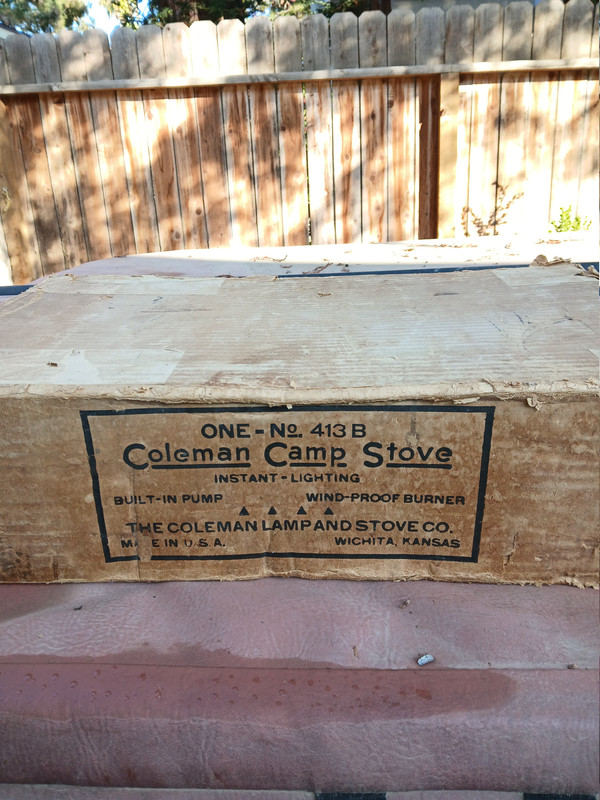 ONE-No. 413B
Coleman Camp Stove
INSTANT-LIGHTING
BUILT-IN PUMP WIND-PROOF BURNER
THE COLEMAN LAMP AND STOVE CO.
MADE IN U.S.A. WICHITA, KANSAS